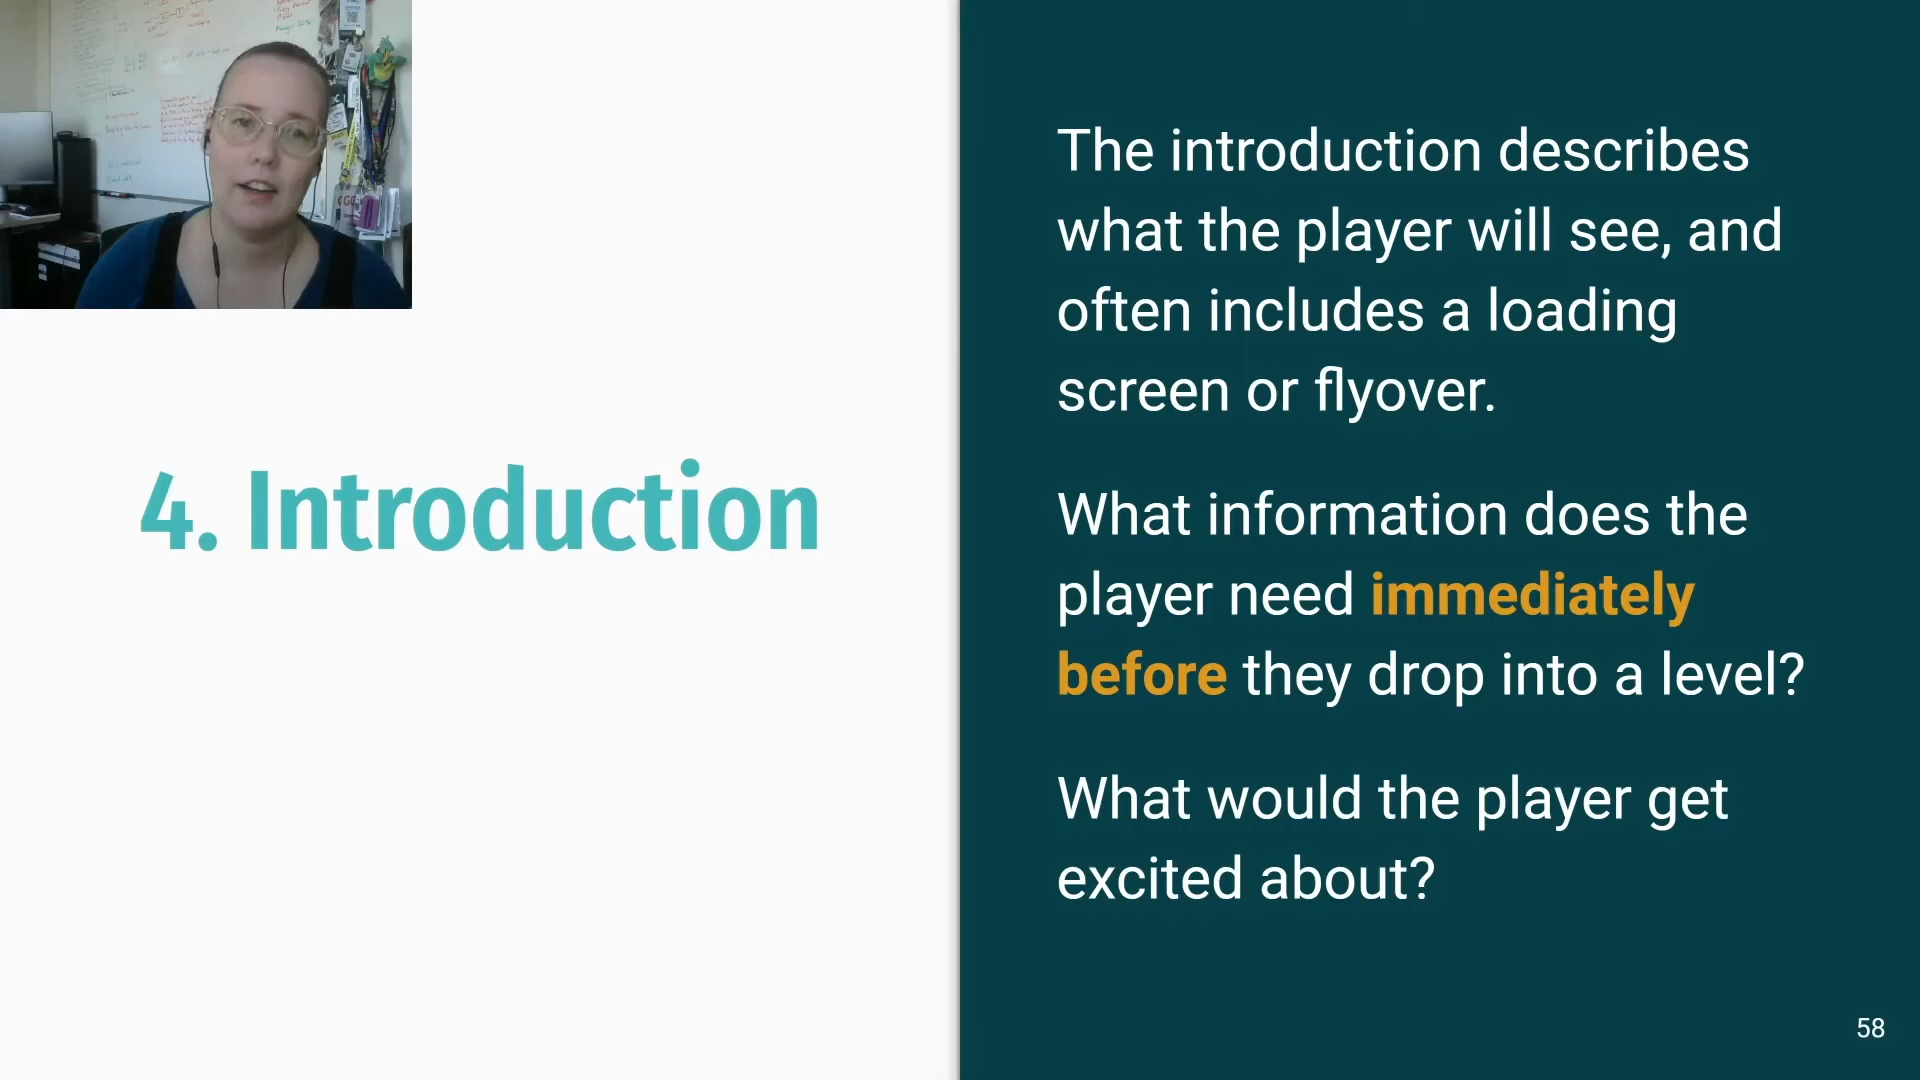 4. Introduction
The introduction describes
what the player will see, and
often includes a loading
screen or flyover.
What information does the
player need immediately
before they drop into a level?
What would the player get
excited about?
58